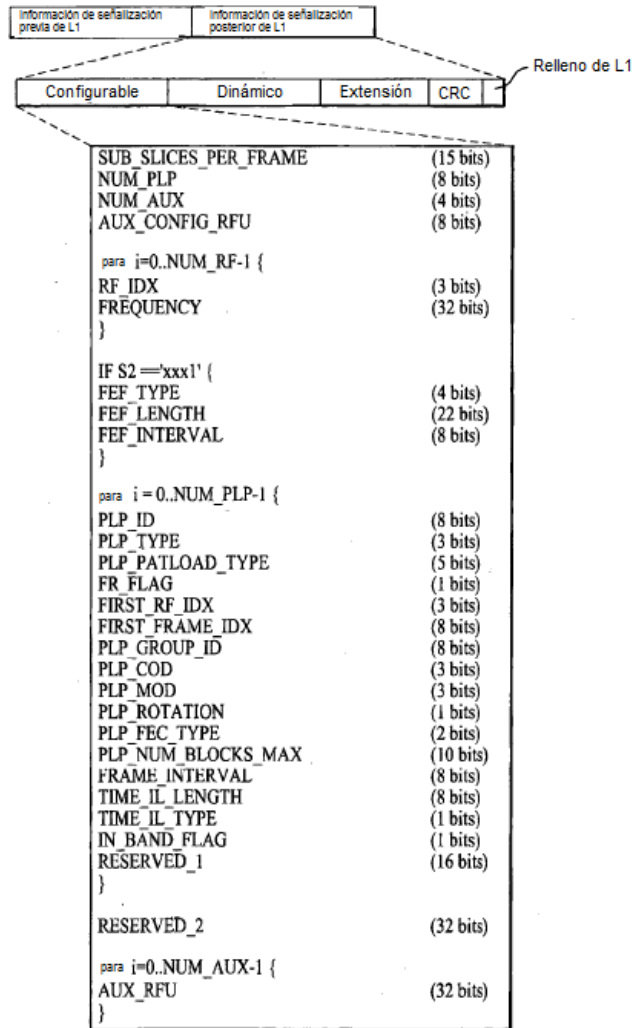 Información de señalización
previa de L1
Información de señalización
posterior de L1
Relleno de L1
Configurable Dinámico Extensión CRC
SUB_SLICES_PER_FRAME (15 bits)
NUM_PLP (8 bits)
NUM_AUX (4 bits)
AUX_CONFIG_RFU (8 bits)
para i=0..NUM_RF-1 {
RF_IDX (3 bits)
FREQUENCY (32 bits)
}
IF S2 =='xxx1' {
FEF_TYPE (4 bits)
FEF_LENGTH (22 bits)
FEF_INTERVAL (8 bits)
}
para i = 0..NUM_PLP-1 {
PLP_ID (8 bits)
PLP_TYPE (3 bits)
PLP_PATLOAD_TYPE (5 bits)
FR_FLAG (1 bits)
FIRST_RF_IDX (3 bits)
FIRST_FRAME_IDX (8 bits)
PLP_GROUP_ID (8 bits)
PLP_COD (3 bits)
PLP_MOD (3 bits)
PLP_ROTATION (1 bits)
PLP_FEC_TYPE (2 bits)
PLP_NUM_BLOCKS_MAX (10 bits)
FRAME_INTERVAL (8 bits)
TIME_IL_LENGTH (8 bits)
TIME_IL_TYPE (1 bits)
IN_BAND_FLAG (1 bits)
RESERVED_1 (16 bits)
}
RESERVED_2 (32 bits)
para i=0..NUM_AUX-1 {
AUX_RFU (32 bits)
}